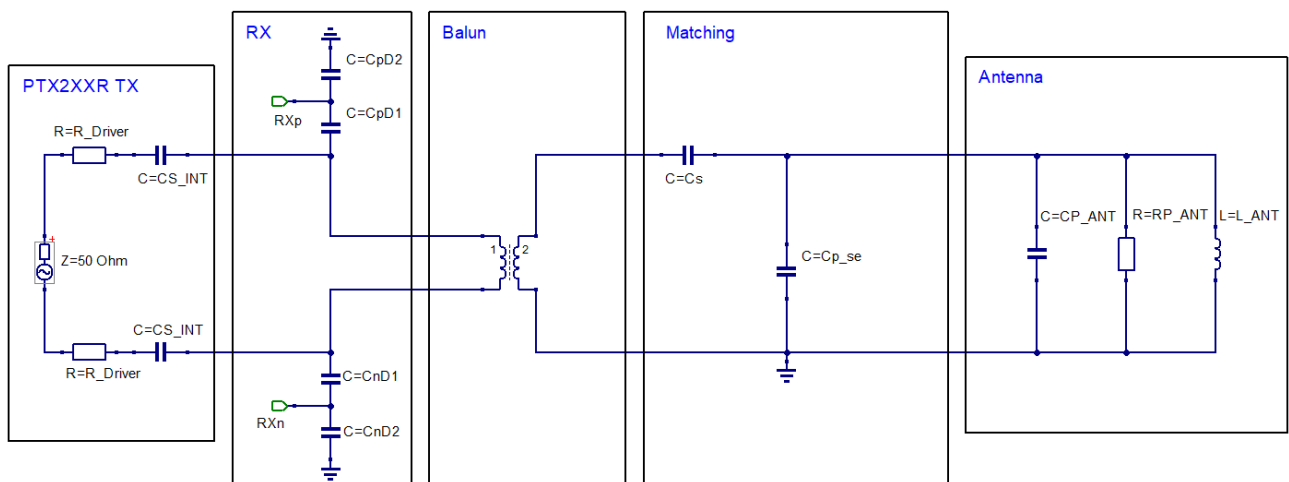 PTX2XXR TX
R=R_Driver
C=CS_INT
+
Z=50 Ohm
C=CS_INT
R=R_Driver
RX
C=CpD2
RXp
C=CpD1
C=CnD1
RXn
C=CnD2
Balun
1 2
Matching
C=Cs
C=Cp_se
Antenna
C=CP_ANT
R=RP_ANT
L=L_ANT